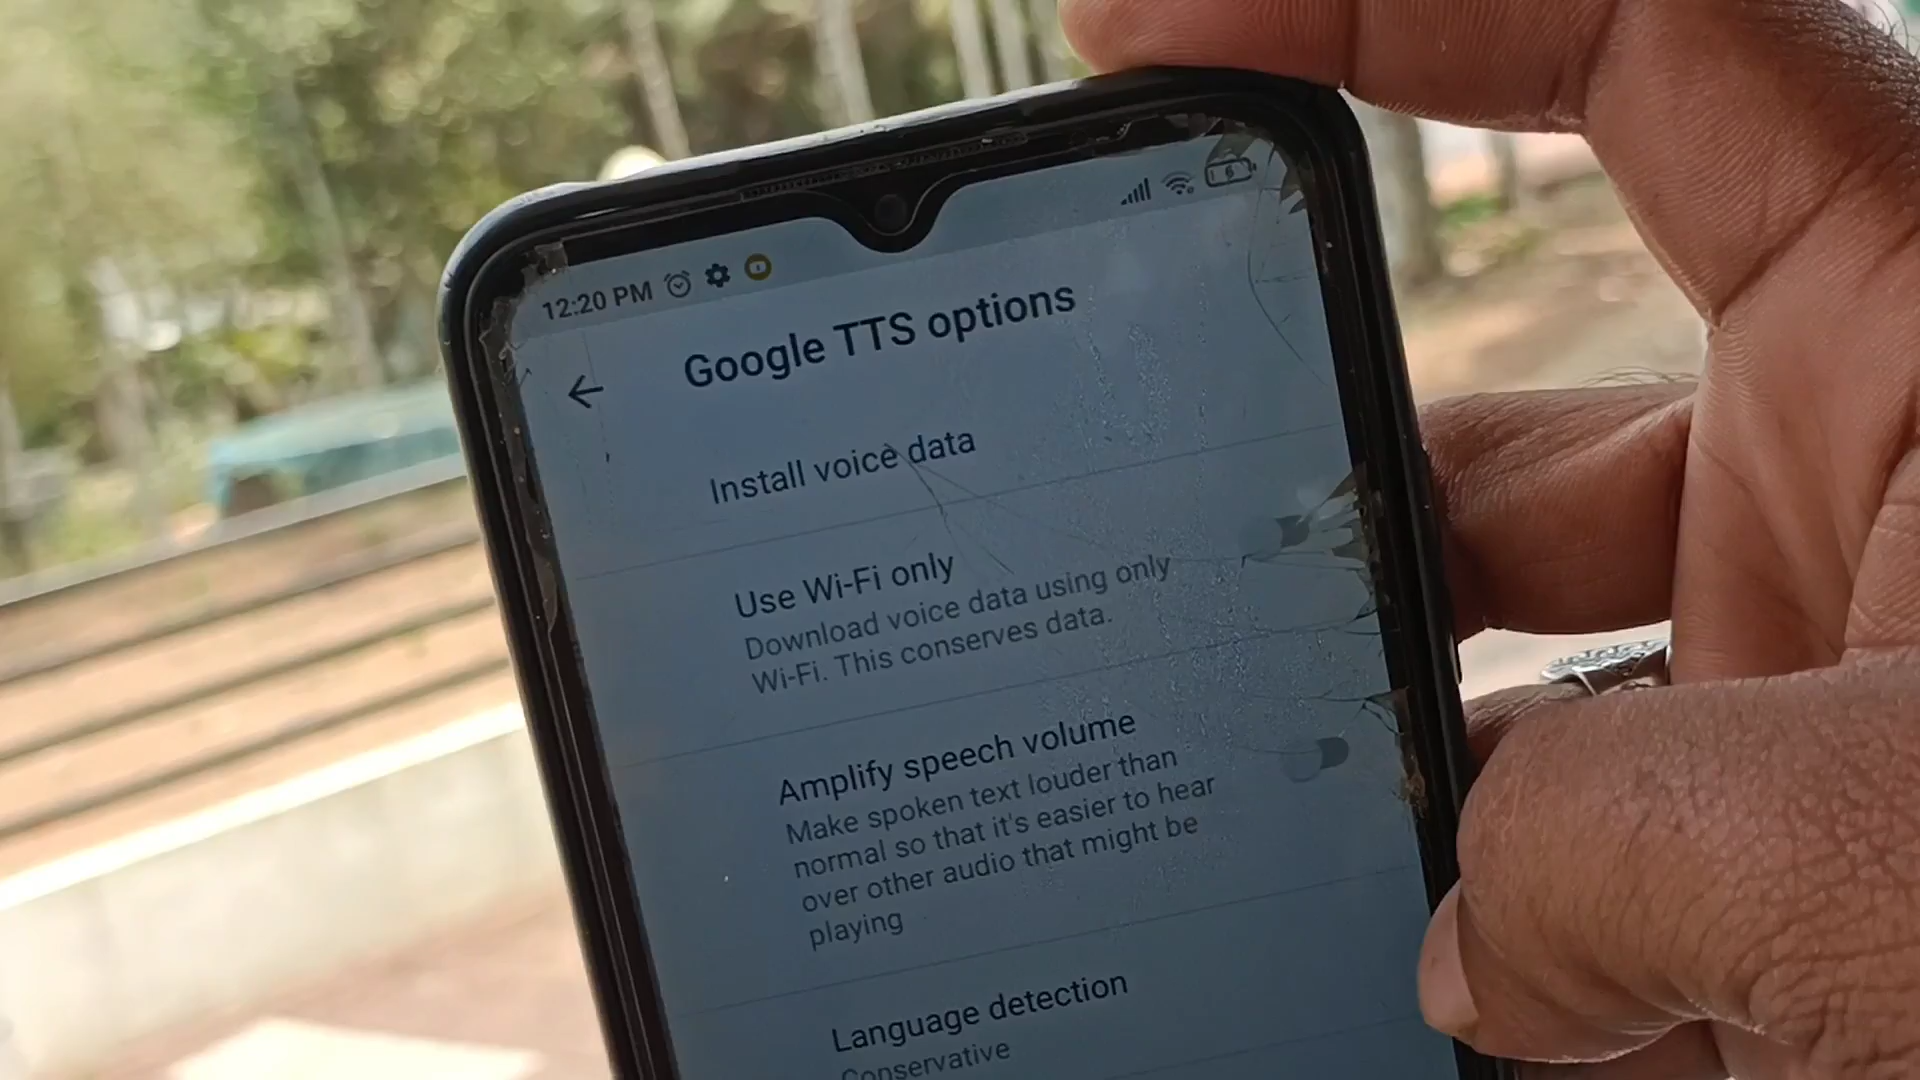 12:20 PM
6
Google TTS options
Install voice data
Use Wi-Fi only
Download voice data using only
Wi-Fi. This conserves data.
Amplify speech volume
Make spoken text louder than
normal so that it's easier to hear
over other audio that might be
playing
Language detection
Conservative